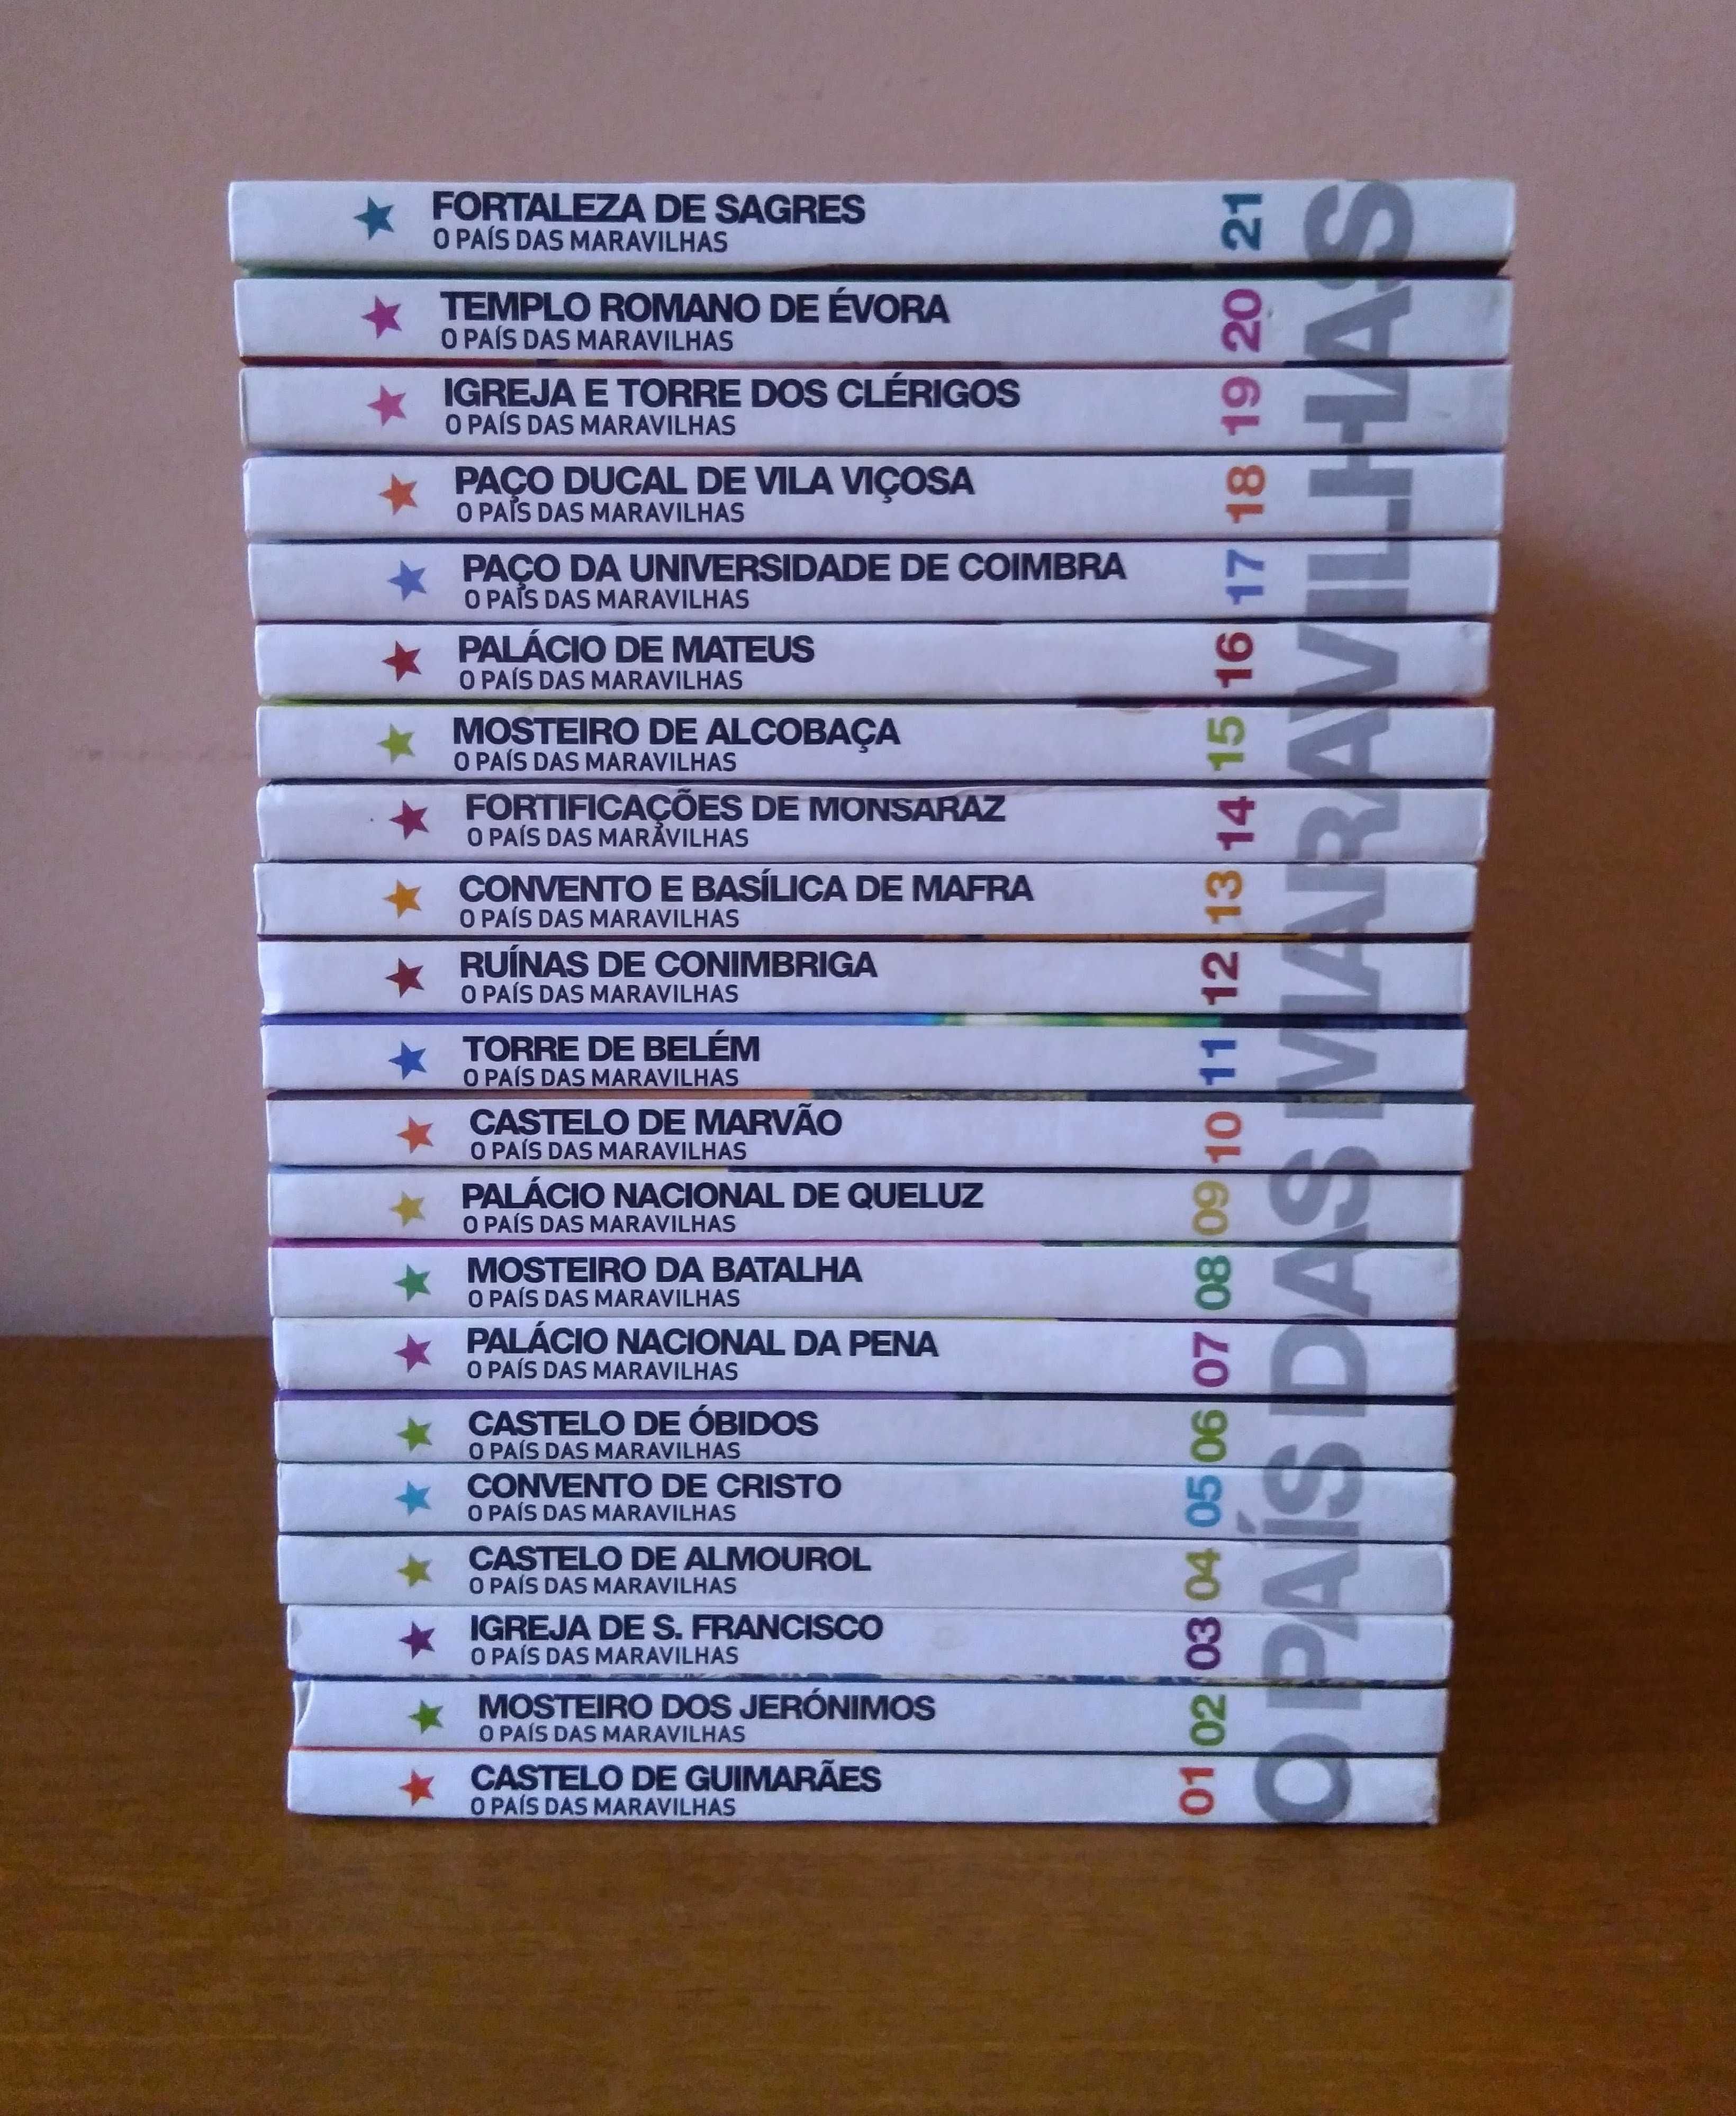 FORTALEZA DE SAGRES
O PAÍS DAS MARAVILHAS
21
TEMPLO ROMANO DE ÉVORA
O PAÍS DAS MARAVILHAS
20
IGREJA E TORRE DOS CLÉRIGOS
O PAÍS DAS MARAVILHAS
19
PAÇO DUCAL DE VILA VIÇOSA
O PAÍS DAS MARAVILHAS
18
PAÇO DA UNIVERSIDADE DE COIMBRA
O PAÍS DAS MARAVILHAS
17
PALÁCIO DE MATEUS
O PAÍS DAS MARAVILHAS
16
MOSTEIRO DE ALCOBAÇA
O PAÍS DAS MARAVILHAS
15
FORTIFICAÇÕES DE MONSARAZ
O PAÍS DAS MARAVILHAS
14
CONVENTO E BASÍLICA DE MAFRA
O PAÍS DAS MARAVILHAS
13
RUÍNAS DE CONIMBRIGA
O PAÍS DAS MARAVILHAS
12
TORRE DE BELÉM
O PAÍS DAS MARAVILHAS
11
CASTELO DE MARVÃO
O PAÍS DAS MARAVILHAS
10
PALÁCIO NACIONAL DE QUELUZ
O PAÍS DAS MARAVILHAS
09
MOSTEIRO DA BATALHA
O PAÍS DAS MARAVILHAS
08
PALÁCIO NACIONAL DA PENA
O PAÍS DAS MARAVILHAS
07
CASTELO DE ÓBIDOS
O PAÍS DAS MARAVILHAS
06
CONVENTO DE CRISTO
O PAÍS DAS MARAVILHAS
05
CASTELO DE ALMOUROL
O PAÍS DAS MARAVILHAS
04
IGREJA DE S. FRANCISCO
O PAÍS DAS MARAVILHAS
03
MOSTEIRO DOS JERÓNIMOS
O PAÍS DAS MARAVILHAS
02
CASTELO DE GUIMARÃES
O PAÍS DAS MARAVILHAS
01
O PAÍS DAS MARAVILHAS